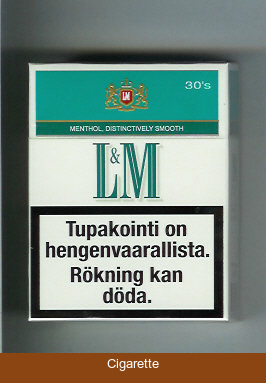 LM
30's
MENTHOL, DISTINCTIVELY SMOOTH
L&M
Tupakointi on
hengenvaarallista.
Rökning kan
döda.
Cigarette